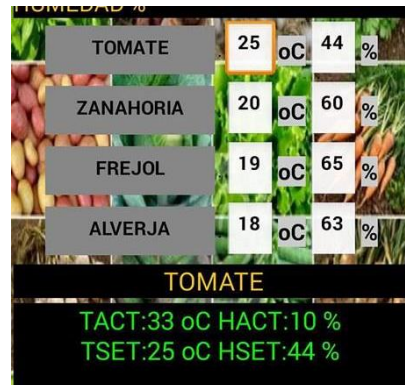 HUMEDAD %
TOMATE 25 oC 44 %
ZANAHORIA 20 oC 60 %
FREJOL 19 oC 65 %
ALVERJA 18 oC 63 %
TOMATE
TACT:33 oC HACT:10 %
TSET:25 oC HSET:44 %